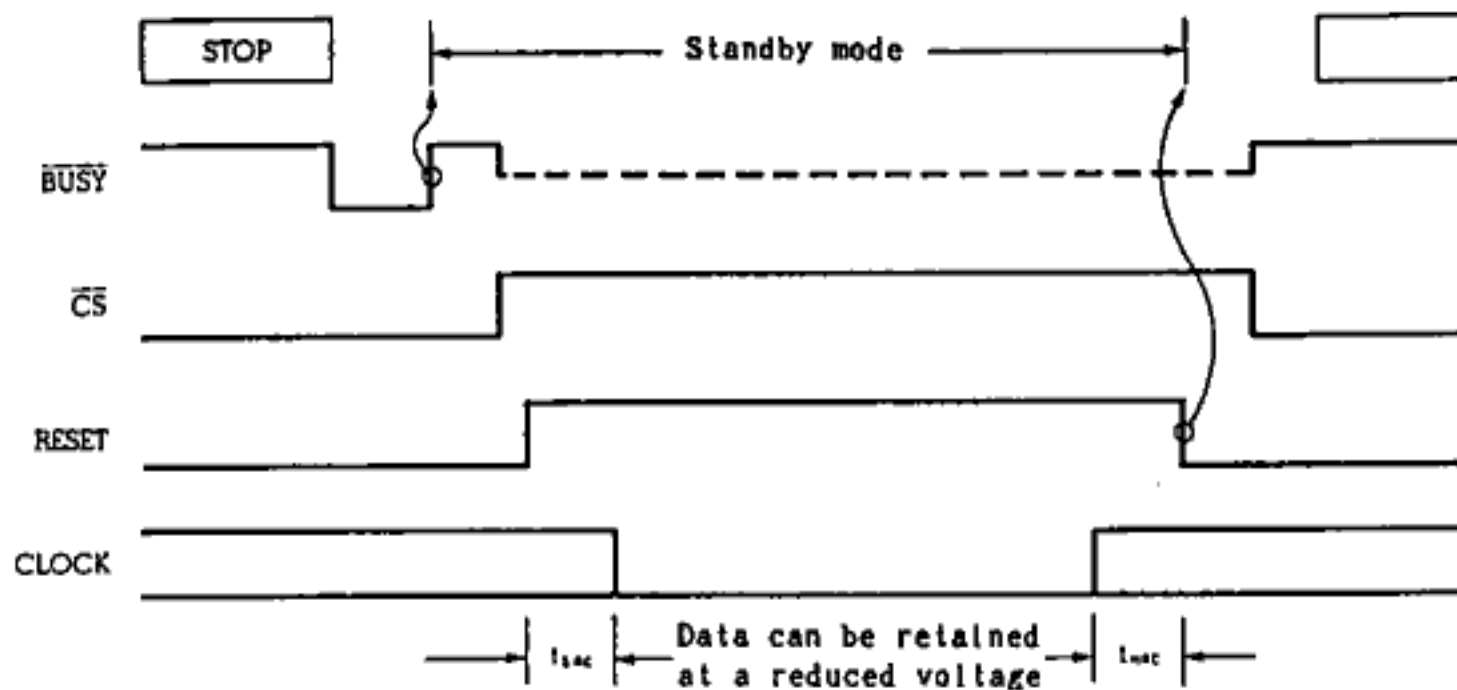 STOP
Standby mode
BUSY
CS
RESET
CLOCK
Data can be retained
at a reduced voltage